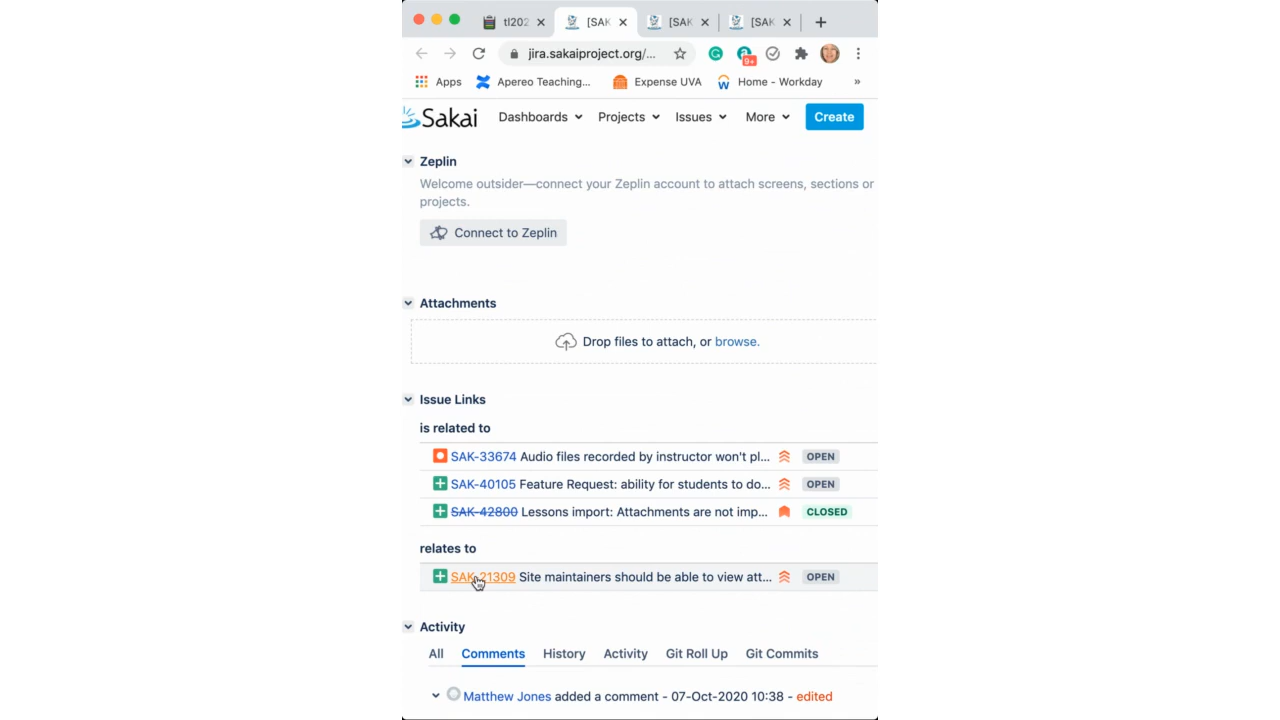 tl202
[SAK
[SAK
[SAK
jira.sakaiproject.org/...
9+
Apps
Apereo Teaching...
Expense UVA
Home - Workday
»
Sakai
Dashboards
Projects
Issues
More
Create
Zeplin
Welcome outsider—connect your Zeplin account to attach screens, sections or
projects.
Connect to Zeplin
Attachments
Drop files to attach, or browse.
Issue Links
is related to
SAK-33674 Audio files recorded by instructor won't pl... OPEN
SAK-40105 Feature Request: ability for students to do... OPEN
SAK-42800 Lessons import: Attachments are not imp... CLOSED
relates to
SAK-21309 Site maintainers should be able to view att... OPEN
Activity
All Comments History Activity Git Roll Up Git Commits
Matthew Jones added a comment - 07-Oct-2020 10:38 - edited